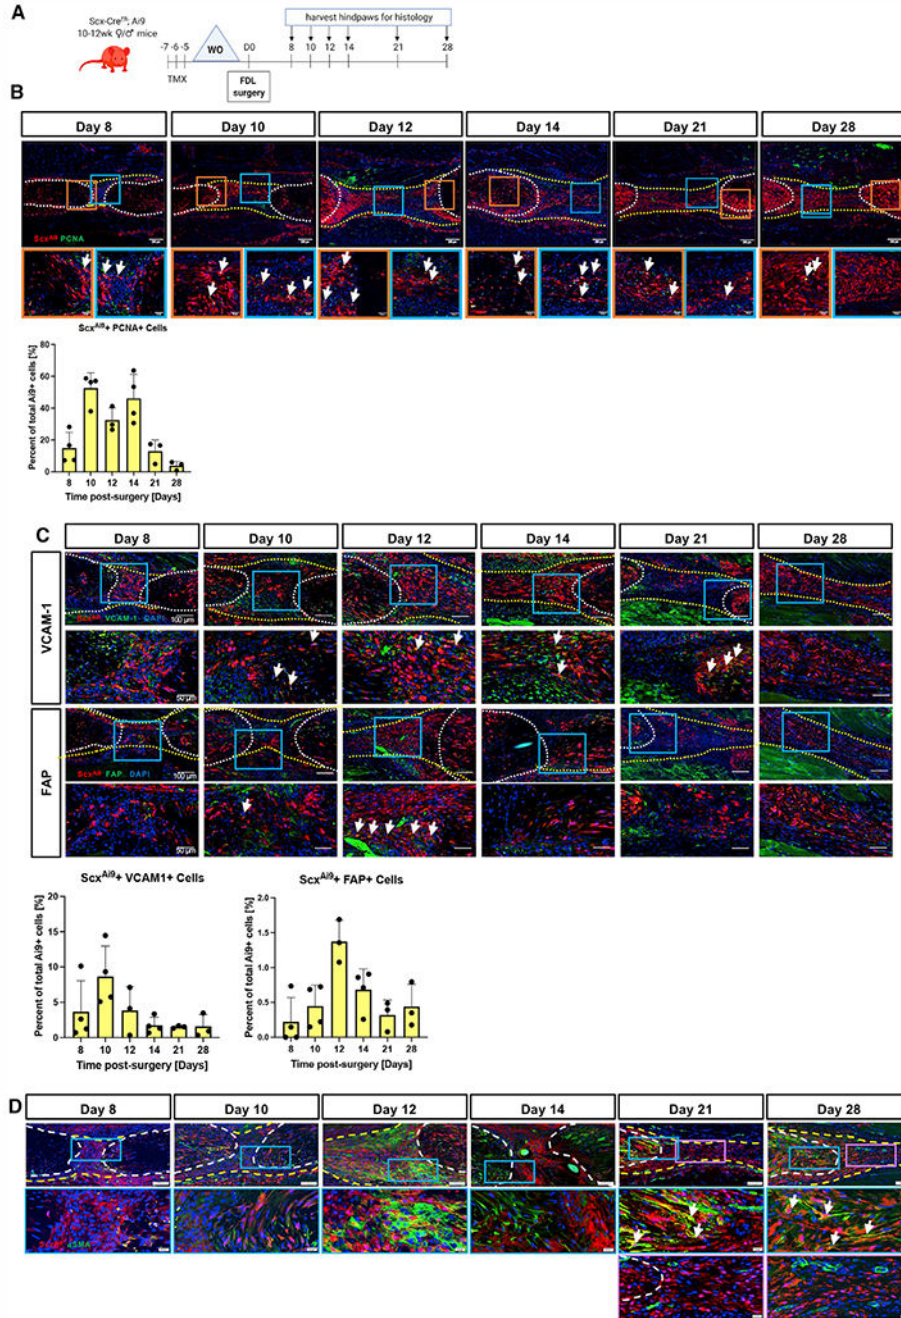 A
Scx-Cre^ERT2; Ai9
10-12wk ♀/♂ mice
harvest hindpaws for histology
8 10 12 14 21 28
-7 -6 -5
WO
D0
TMX
FDL
surgery
B
Day 8 Day 10 Day 12 Day 14 Day 21 Day 28
Scx^Ai9 PCNA
Scx^Ai9+ PCNA+ Cells
Percent of total Ai9+ cells [%]
80
60
40
20
0
8 10 12 14 21 28
Time post-surgery [Days]
C
Day 8 Day 10 Day 12 Day 14 Day 21 Day 28
VCAM-1
Scx^Ai9 VCAM-1 DAPI
100 μm
50 μm
FAP
Scx^Ai9 FAP DAPI
100 μm
50 μm
Scx^Ai9+ VCAM1+ Cells
Percent of total Ai9+ cells [%]
20
15
10
5
0
8 10 12 14 21 28
Time post-surgery [Days]
Scx^Ai9+ FAP+ Cells
Percent of total Ai9+ cells [%]
2.0
1.5
1.0
0.5
0.0
8 10 12 14 21 28
Time post-surgery [Days]
D
Day 8 Day 10 Day 12 Day 14 Day 21 Day 28